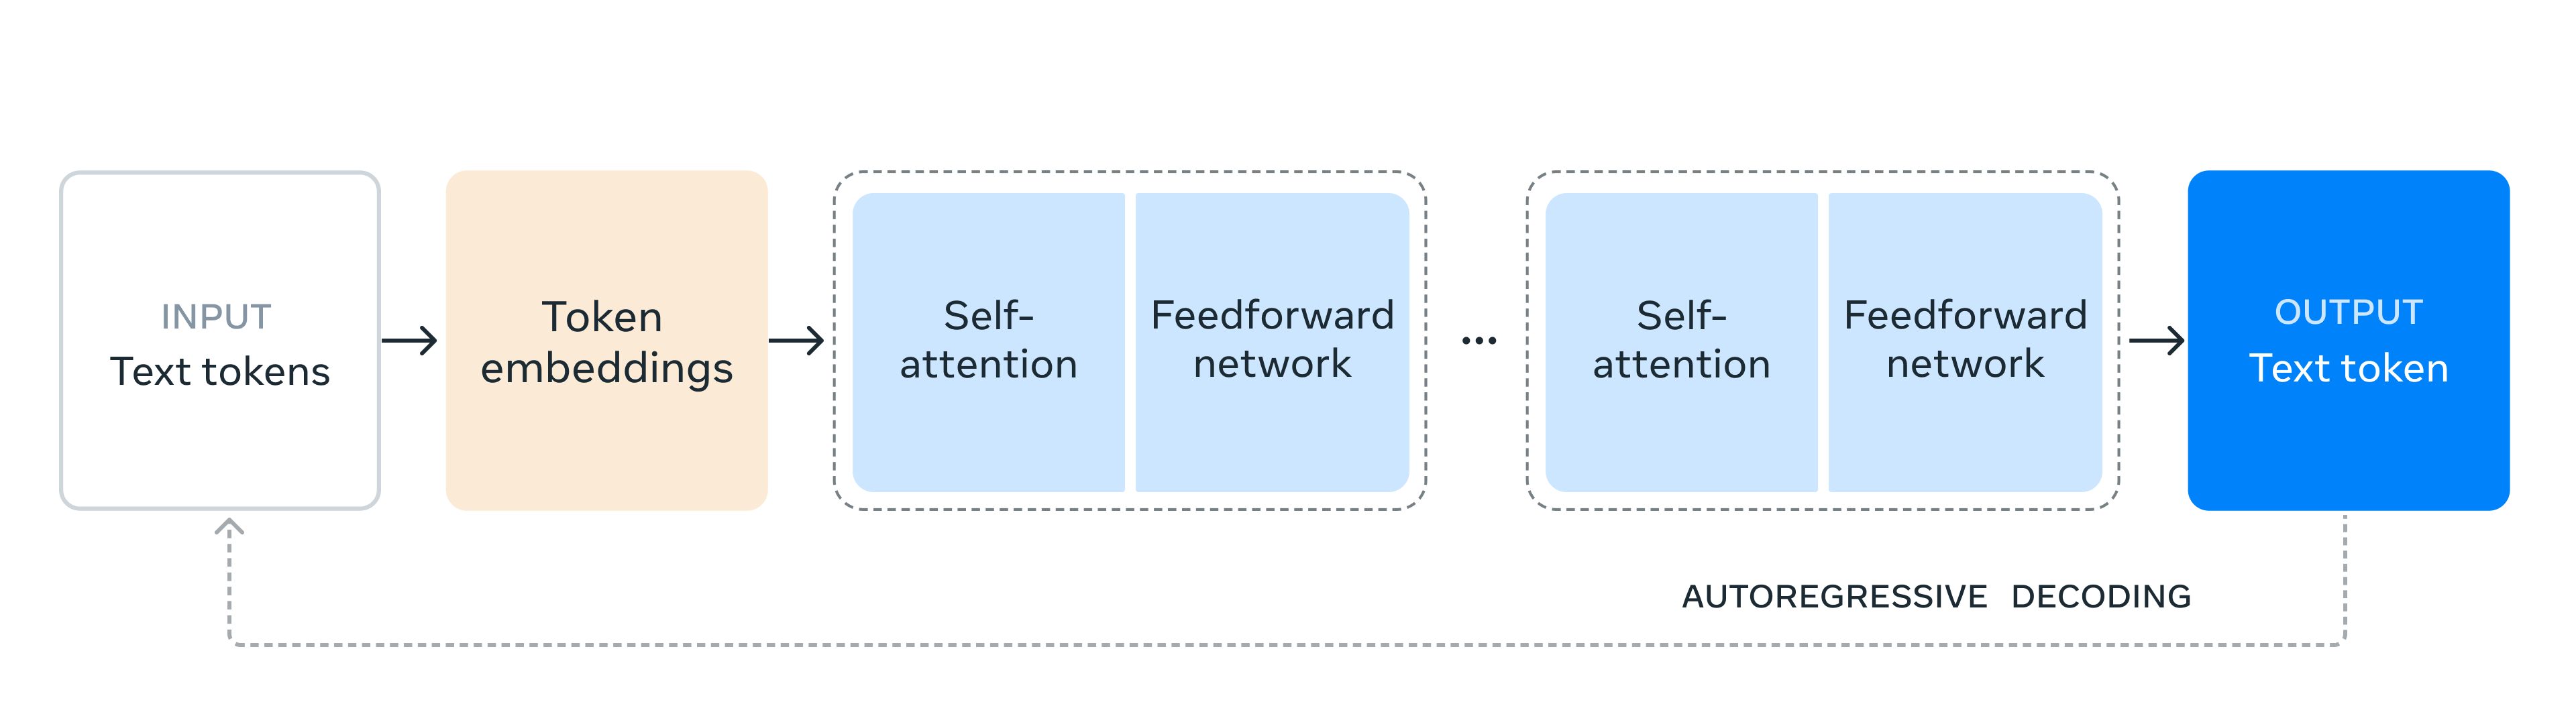 INPUT
Text tokens
Token
embeddings
Self-
attention
Feedforward
network
...
Self-
attention
Feedforward
network
OUTPUT
Text token
AUTOREGRESSIVE DECODING